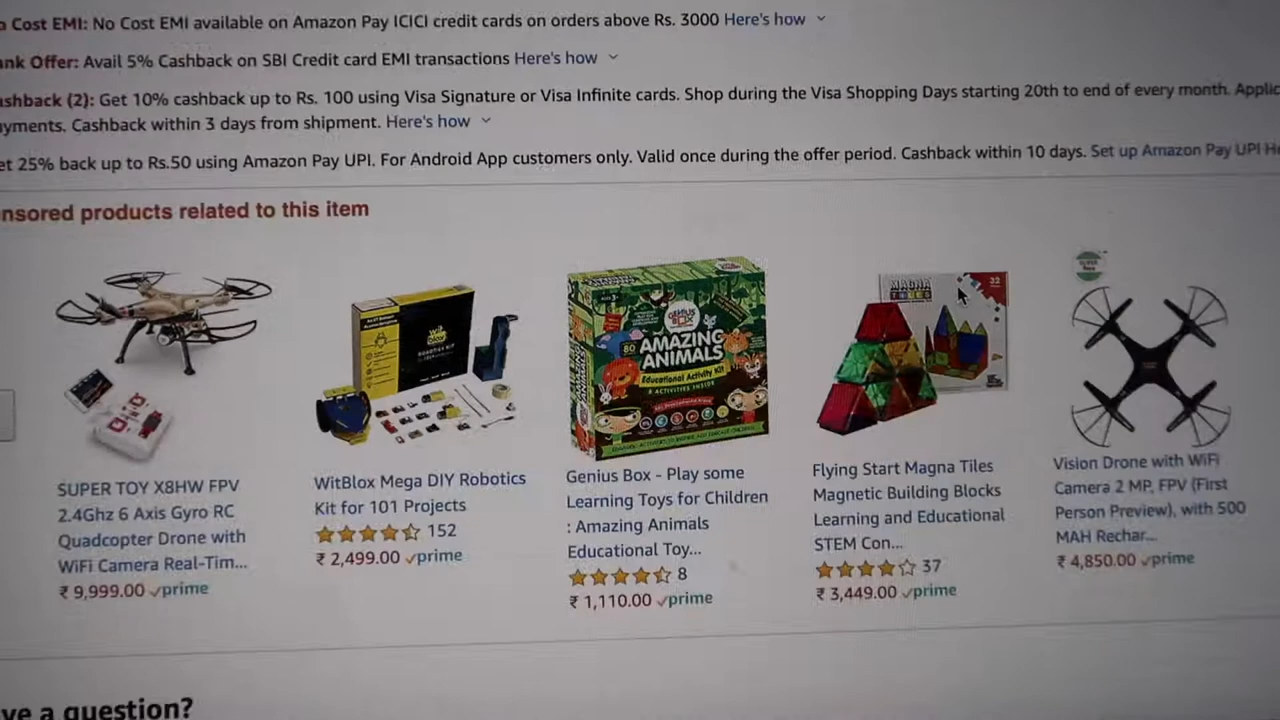 Cost EMI: No Cost EMI available on Amazon Pay ICICI credit cards on orders above Rs. 3000 Here's how
Offer: Avail 5% Cashback on SBI Credit card EMI transactions Here's how
(2): Get 10% cashback up to Rs. 100 using Visa Signature or Visa Infinite cards. Shop during the Visa Shopping Days starting 20th to end of every month. Applic
yments. Cashback within 3 days from shipment. Here's how
et 25% back up to Rs.50 using Amazon Pay UPI. For Android App customers only. Valid once during the offer period. Cashback within 10 days. Set up Amazon Pay UPI
nsored products related to this item
GENIUS BOX
80 AMAZING ANIMALS
Educational Activity Kit
MAGNA TILES
32
SUPER TOY X8HW FPV
2.4Ghz 6 Axis Gyro RC
Quadcopter Drone with
WiFi Camera Real-Tim...
₹ 9,999.00 prime
WitBlox Mega DIY Robotics
Kit for 101 Projects
152
₹ 2,499.00 prime
Genius Box - Play some
Learning Toys for Children
: Amazing Animals
Educational Toy...
8
₹ 1,110.00 prime
Flying Start Magna Tiles
Magnetic Building Blocks
Learning and Educational
STEM Con...
37
₹ 3,449.00 prime
Vision Drone with WiFi
Camera 2 MP, FPV (First
Person Preview), with 500
MAH Rechar...
₹ 4,850.00 prime
ve a question?